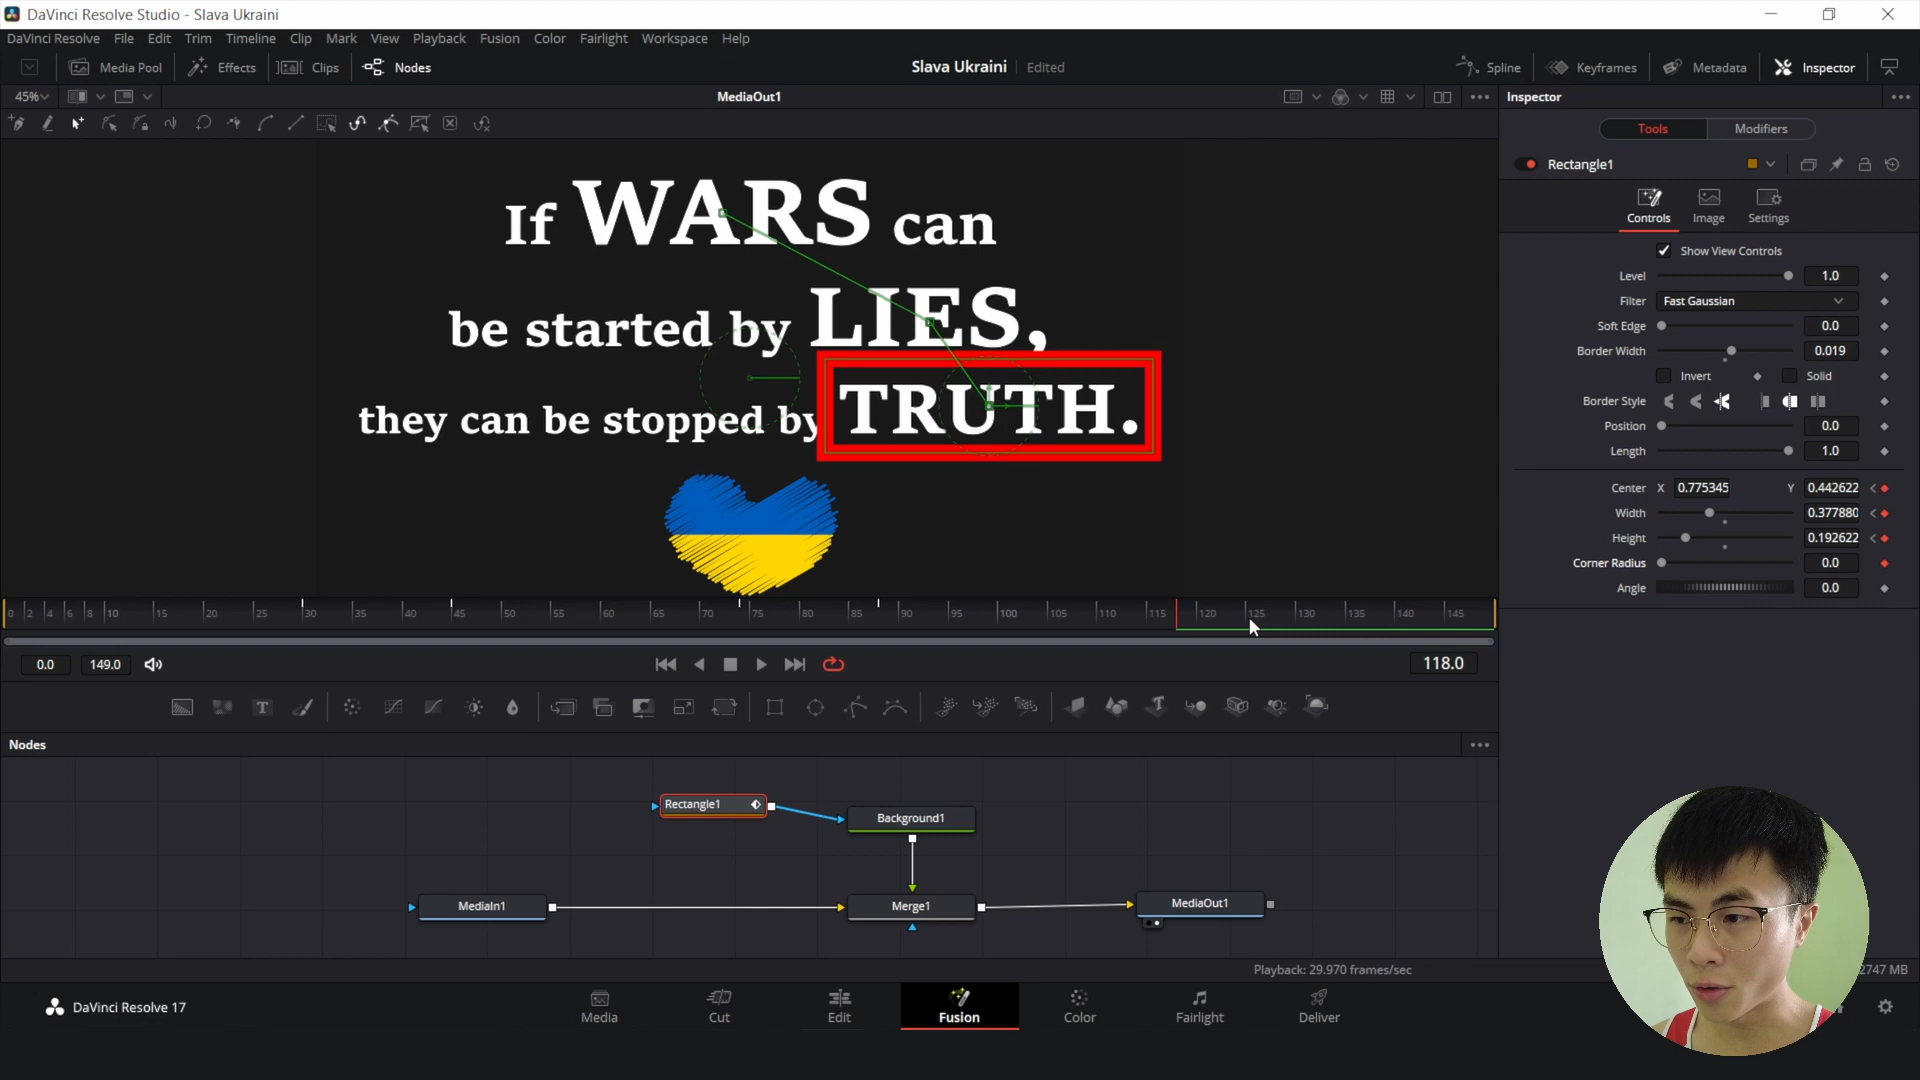 DaVinci Resolve Studio - Slava Ukraini
DaVinci Resolve File Edit Trim Timeline Clip Mark View Playback Fusion Color Fairlight Workspace Help
Media Pool Effects Clips Nodes Slava Ukraini Edited Spline Keyframes Metadata Inspector
45% MediaOut1 Inspector
Tools Modifiers
Rectangle1
Controls Image Settings
Show View Controls
Level 1.0
Filter Fast Gaussian
Soft Edge 0.0
Border Width 0.019
Invert Solid
Border Style
Position 0.0
Length 1.0
Center X 0.775345 Y 0.442622
Width 0.377880
Height 0.192622
Corner Radius 0.0
Angle 0.0
If WARS can
be started by LIES,
they can be stopped by TRUTH.
0 2 4 6 8 10 15 20 25 30 35 40 45 50 55 60 65 70 75 80 85 90 95 100 105 110 115 120 125 130 135 140 145
0.0 149.0 118.0
Nodes
Rectangle1
Background1
MediaIn1 Merge1 MediaOut1
Playback: 29.970 frames/sec 2747 MB
DaVinci Resolve 17
Media Cut Edit Fusion Color Fairlight Deliver